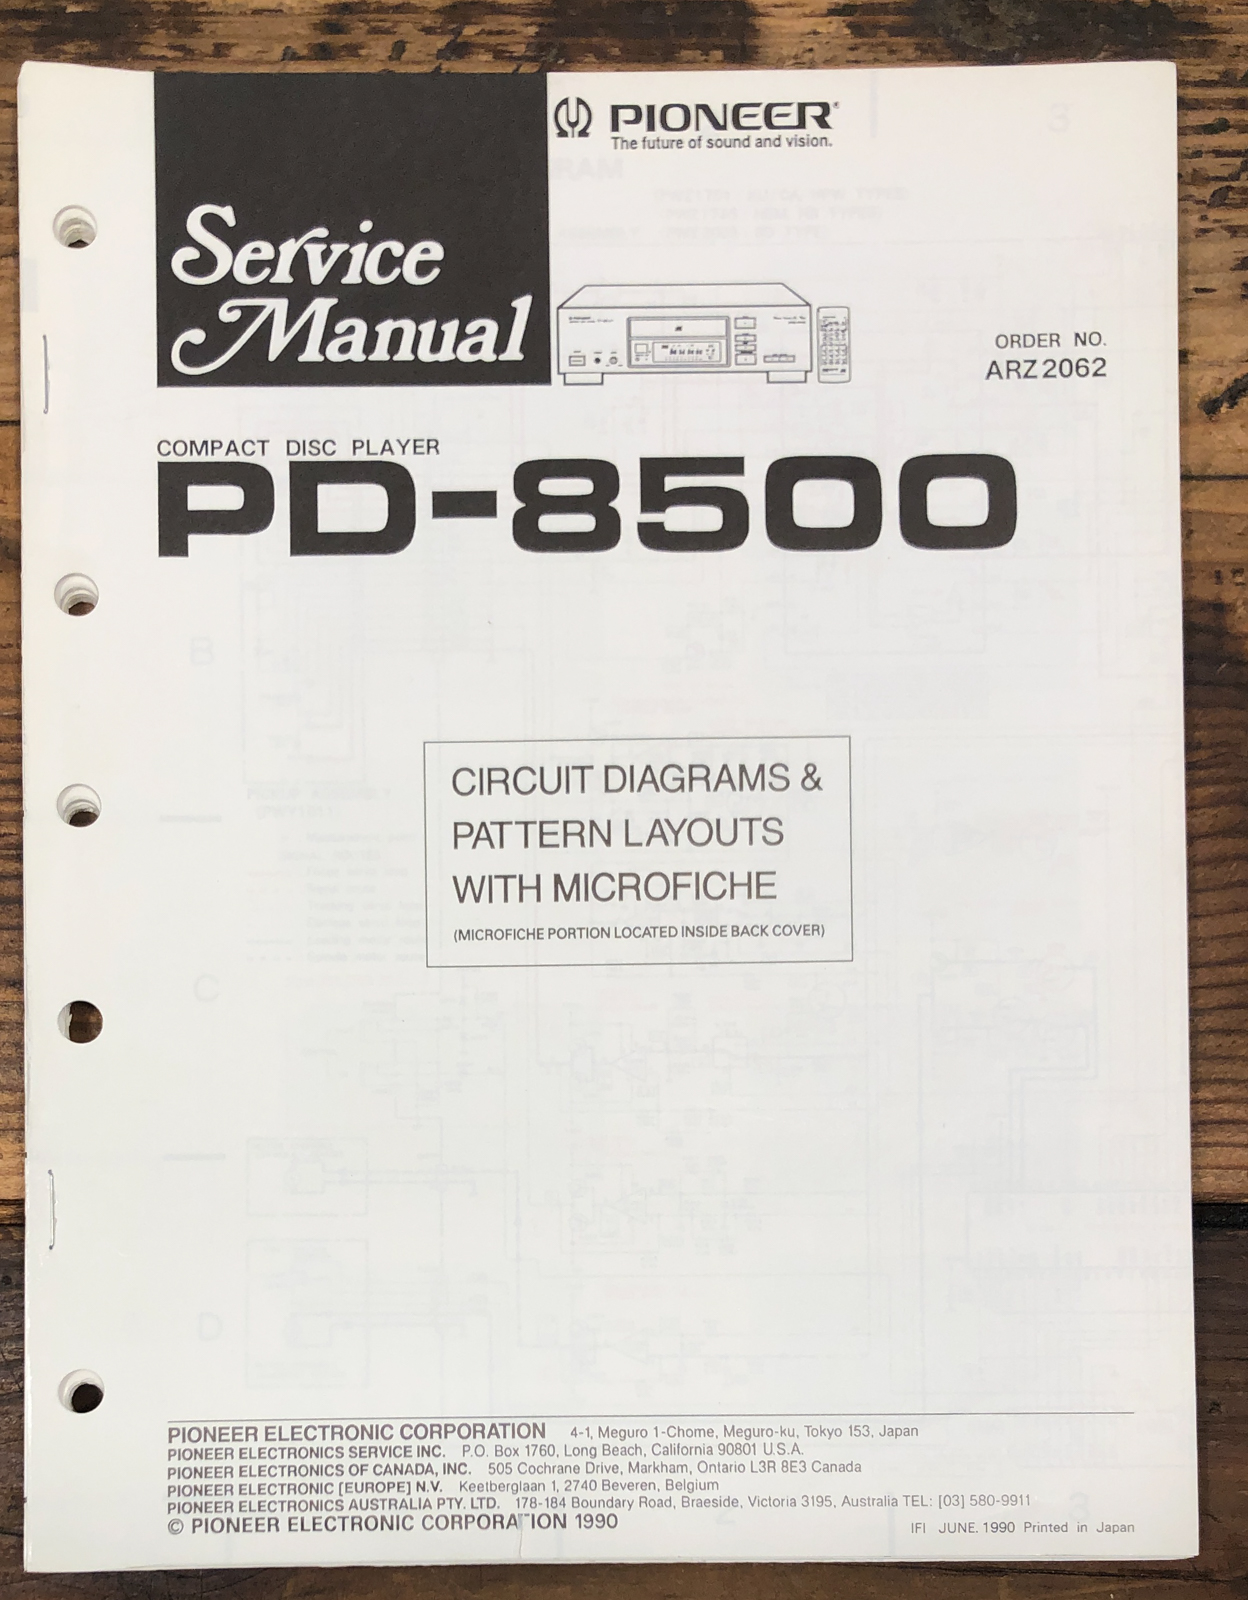 PIONEER
The future of sound and vision.
Service
Manual
ORDER NO.
ARZ2062
COMPACT DISC PLAYER
PD-8500
CIRCUIT DIAGRAMS &
PATTERN LAYOUTS
WITH MICROFICHE
(MICROFICHE PORTION LOCATED INSIDE BACK COVER)
PIONEER ELECTRONIC CORPORATION 4-1, Meguro 1-Chome, Meguro-ku, Tokyo 153, Japan
PIONEER ELECTRONICS SERVICE INC. P.O. Box 1760, Long Beach, California 90801 U.S.A.
PIONEER ELECTRONICS OF CANADA, INC. 505 Cochrane Drive, Markham, Ontario L3R 8E3 Canada
PIONEER ELECTRONIC [EUROPE] N.V. Keetberglaan 1, 2740 Beveren, Belgium
PIONEER ELECTRONICS AUSTRALIA PTY. LTD. 178-184 Boundary Road, Braeside, Victoria 3195, Australia TEL: [03] 580-9911
© PIONEER ELECTRONIC CORPORATION 1990
IFI JUNE. 1990 Printed in Japan